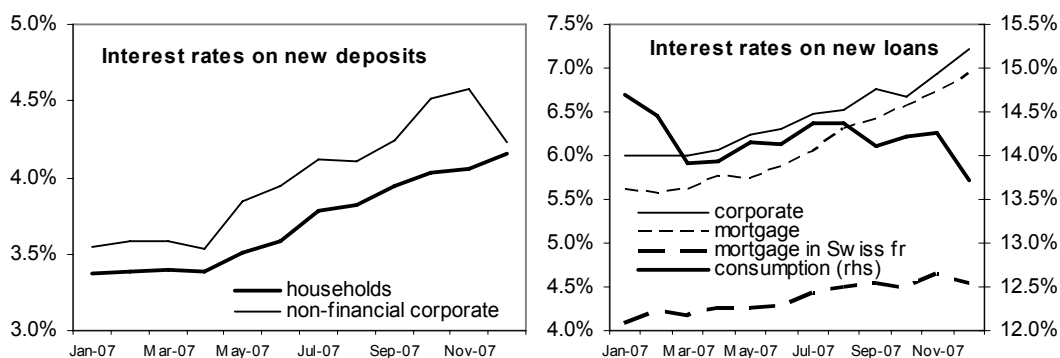 Interest rates on new deposits
5.0%
4.5%
4.0%
3.5%
3.0%
households
non-financial corporate
Jan-07 Mar-07 May-07 Jul-07 Sep-07 Nov-07
Interest rates on new loans
7.5%
7.0%
6.5%
6.0%
5.5%
5.0%
4.5%
4.0%
15.5%
15.0%
14.5%
14.0%
13.5%
13.0%
12.5%
12.0%
corporate
mortgage
mortgage in Swiss fr
consumption (rhs)
Jan-07 Mar-07 May-07 Jul-07 Sep-07 Nov-07